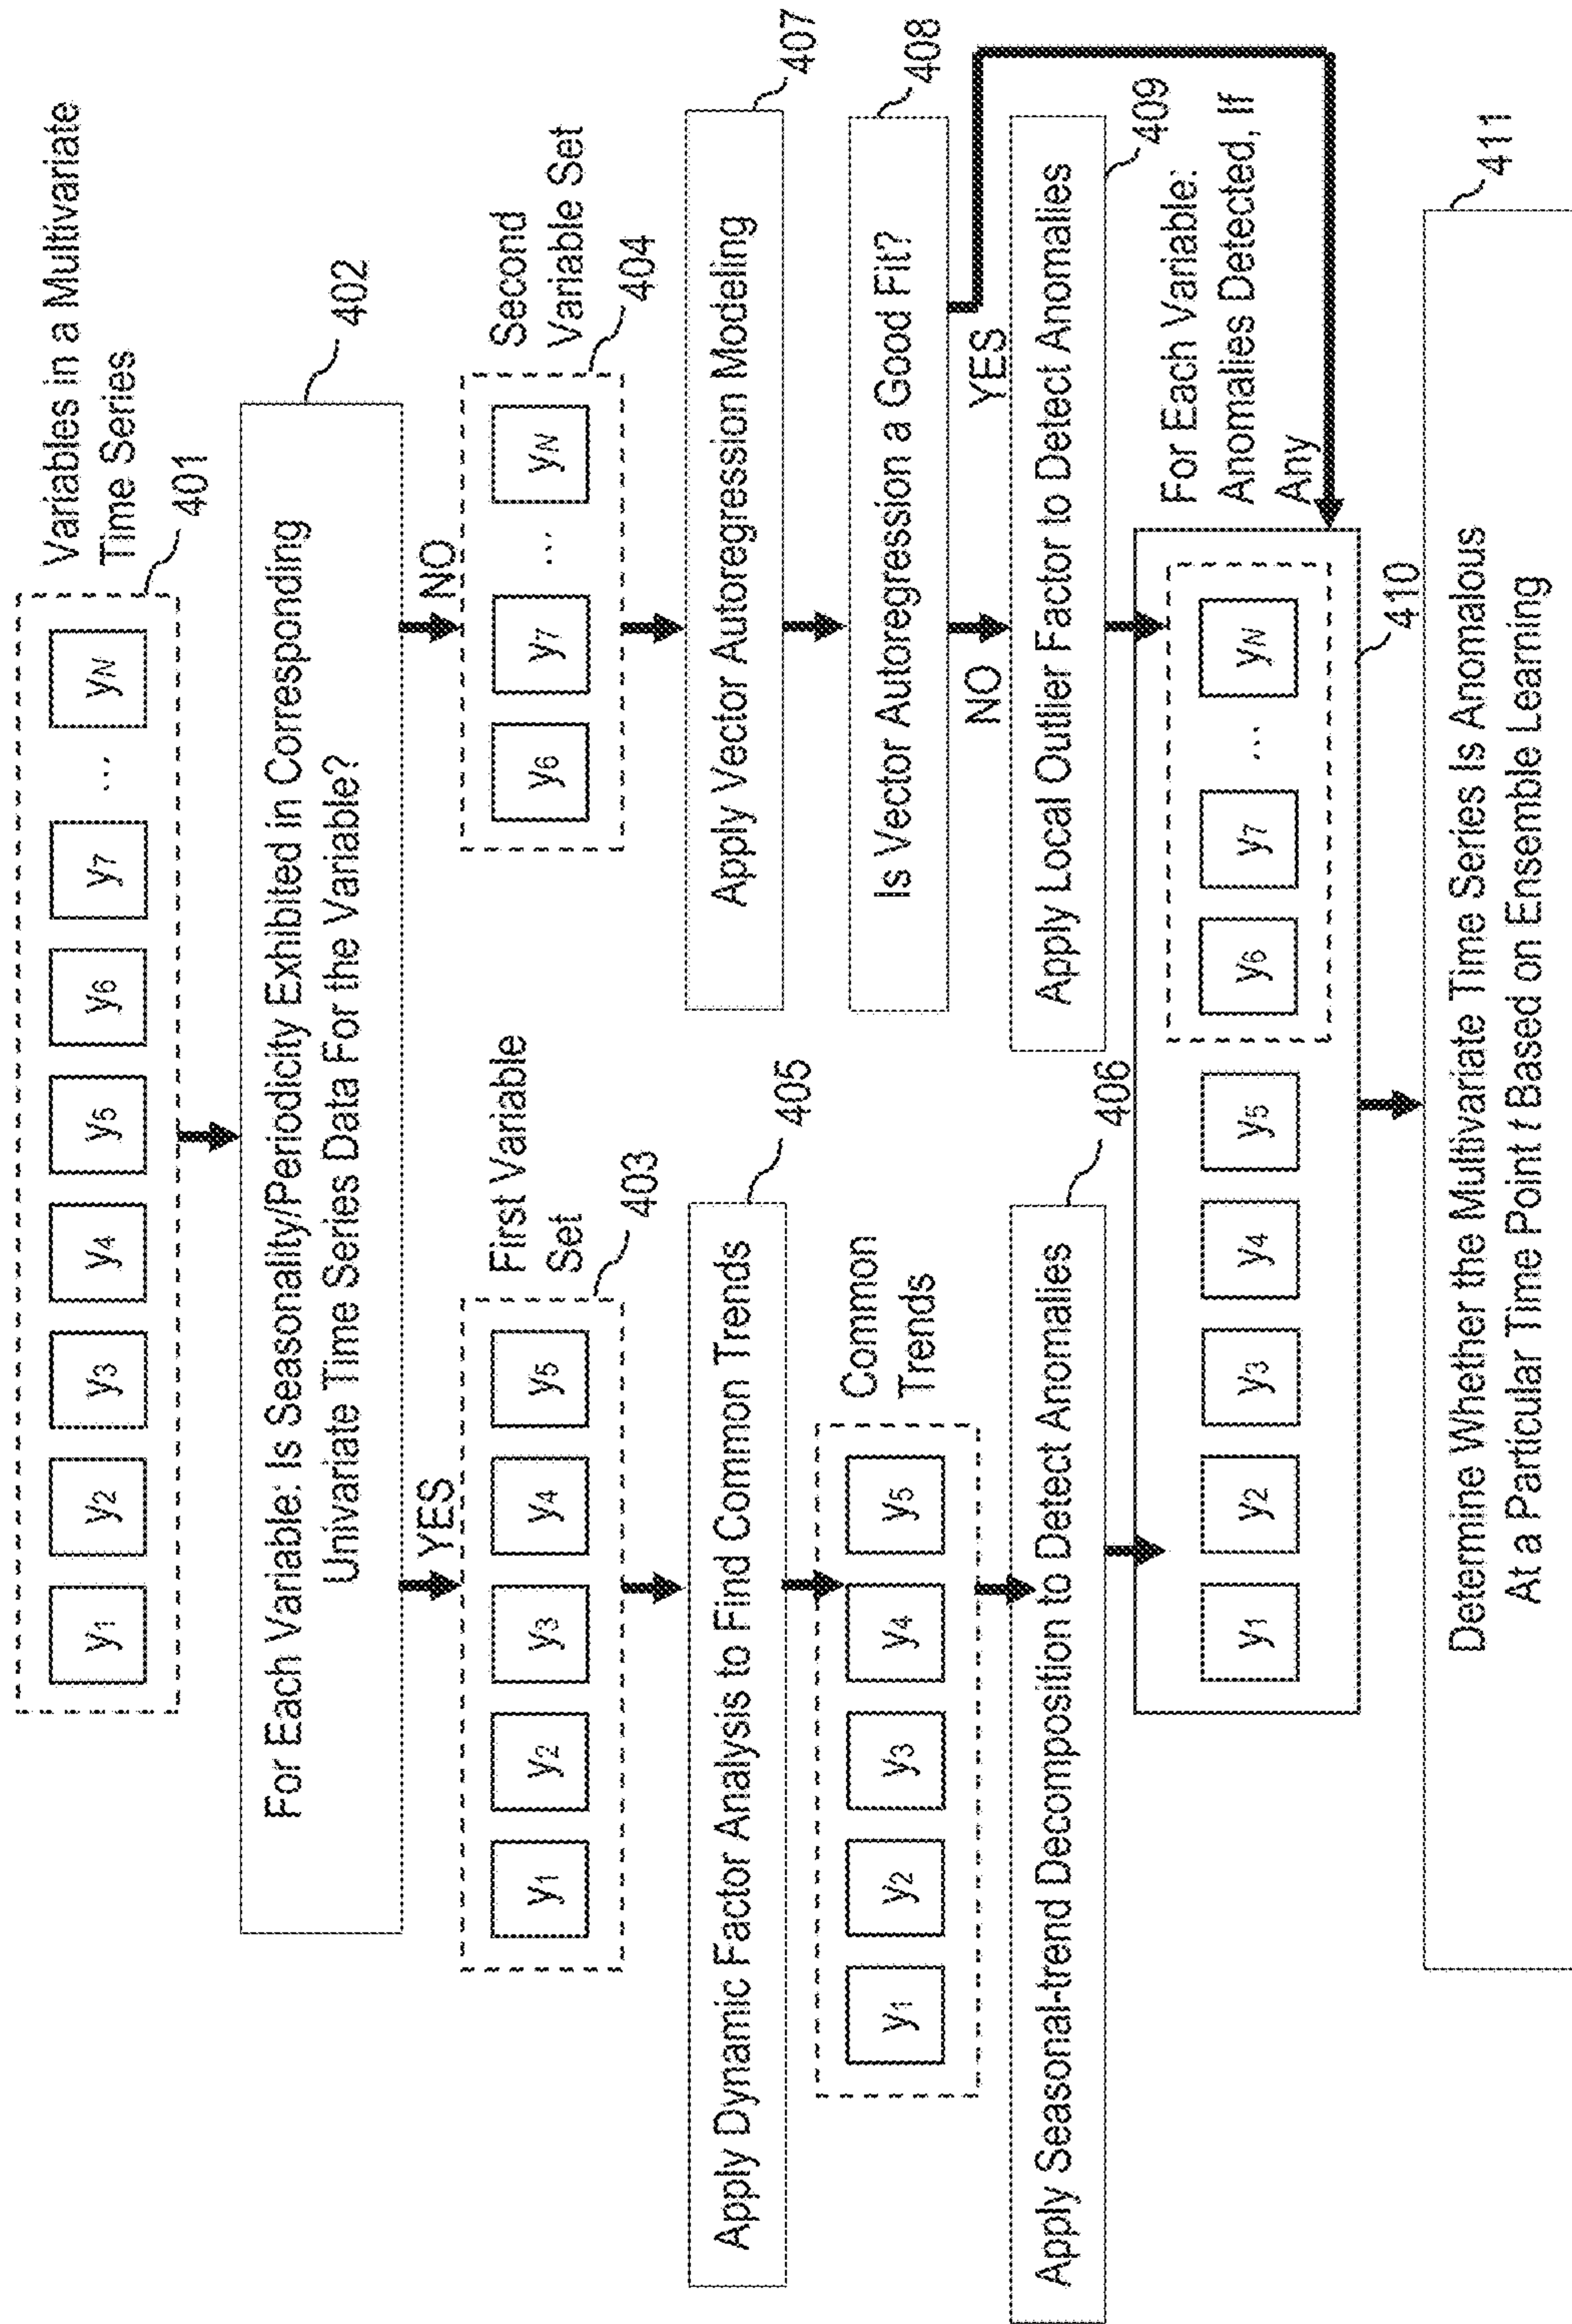 Variables in a Multivariate
Time Series
401
y1 y2 y3 y4 y5 y6 y7 ... yN
402
For Each Variable: Is Seasonality/Periodicity Exhibited in Corresponding
Univariate Time Series Data For the Variable?
YES
NO
First Variable
Set
403
y1 y2 y3 y4 y5
Second
Variable Set
404
y6 y7 ... yN
405
Apply Dynamic Factor Analysis to Find Common Trends
407
Apply Vector Autoregression Modeling
Common
Trends
y1 y2 y3 y4 y5
408
Is Vector Autoregression a Good Fit?
NO
YES
406
Apply Seasonal-trend Decomposition to Detect Anomalies
409
Apply Local Outlier Factor to Detect Anomalies
For Each Variable:
Anomalies Detected, If
Any
y1 y2 y3 y4 y5 y6 y7 ... yN
410
411
Determine Whether the Multivariate Time Series Is Anomalous
At a Particular Time Point t Based on Ensemble Learning